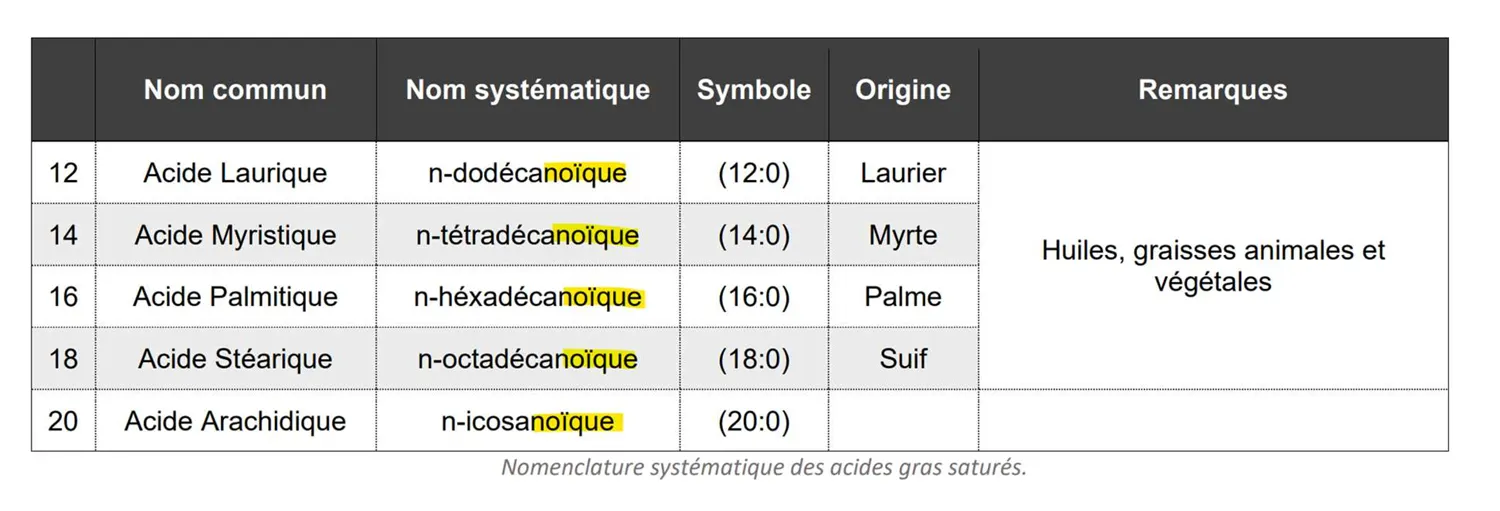 Nom commun Nom systématique Symbole Origine Remarques
12 Acide Laurique n-dodécanoïque (12:0) Laurier
14 Acide Myristique n-tétradécanoïque (14:0) Myrte
Huiles, graisses animales et
végétales
16 Acide Palmitique n-héxadécanoïque (16:0) Palme
18 Acide Stéarique n-octadécanoïque (18:0) Suif
20 Acide Arachidique n-icosanoïque (20:0)
Nomenclature systématique des acides gras saturés.